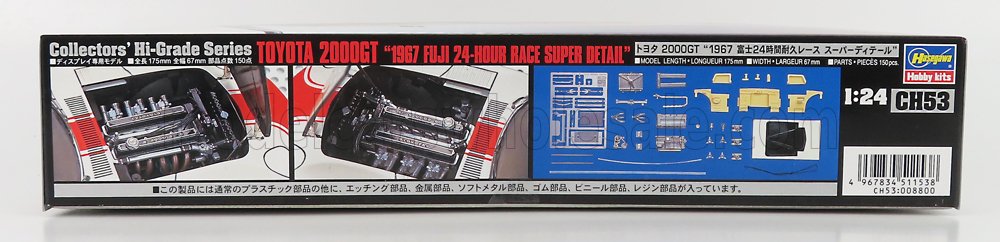 Collectors' Hi-Grade Series TOYOTA 2000GT "1967 FUJI 24-HOUR RACE SUPER DETAIL"
トヨタ 2000GT "1967 富士24時間耐久レース スーパーディテール"
■ディスプレイ専用モデル ■全長175mm 全幅67mm 部品点数150点
■MODEL LENGTH・LONGUEUR 175mm ■WIDTH・LARGEUR 67mm ■PARTS・PIECES 150pcs.
Hasegawa
Hobby kits
1:24 CH53
■この製品には通常のプラスチック部品の他に、エッチング部品、金属部品、ソフトメタル部品、ゴム部品、ビニール部品、レジン部品が入っています。
4 967834 511538
CH53:008800